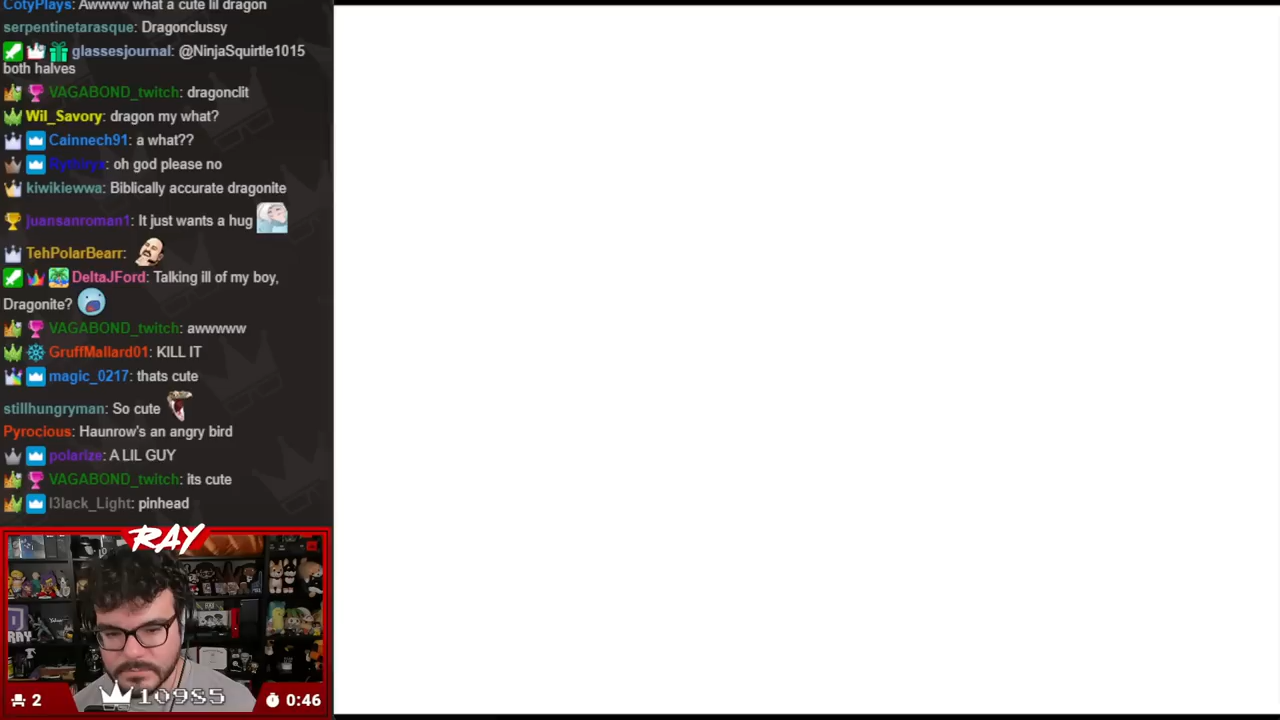 CotyPlays: Awwww what a cute lil dragon
serpentinetarasque: Dragonclussy
glassesjournal: @NinjaSquirtle1015
both halves
VAGABOND_twitch: dragonclit
Wil_Savory: dragon my what?
Cainnech91: a what??
Rythirya: oh god please no
kiwikiewwa: Biblically accurate dragonite
juansanroman1: It just wants a hug
TehPolarBearr:
DeltaJFord: Talking ill of my boy,
Dragonite?
VAGABOND_twitch: awwwww
GruffMallard01: KILL IT
magic_0217: thats cute
stillhungryman: So cute
Pyrocious: Haunrow's an angry bird
polarize: A LIL GUY
VAGABOND_twitch: its cute
l3lack_Light: pinhead
RAY
RAY
2
10985
0:46